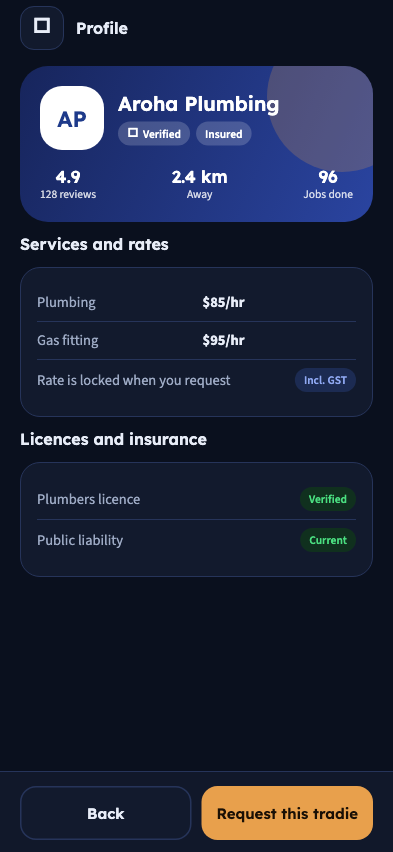 Profile
AP
Aroha Plumbing
Verified
Insured
4.9
128 reviews
2.4 km
Away
96
Jobs done
Services and rates
Plumbing $85/hr
Gas fitting $95/hr
Rate is locked when you request Incl. GST
Licences and insurance
Plumbers licence Verified
Public liability Current
Back
Request this tradie